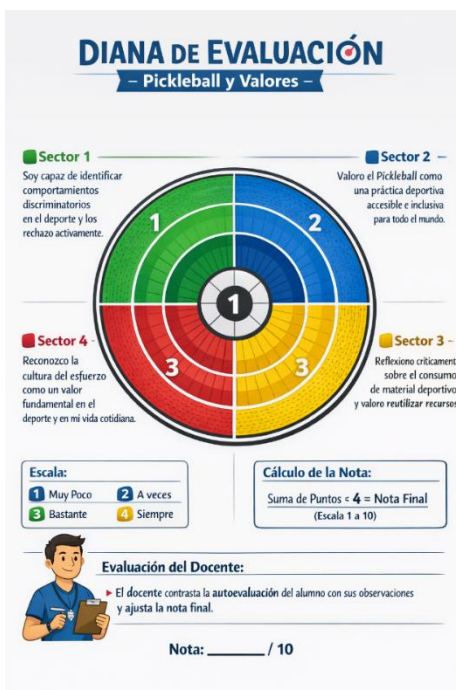 DIANA DE EVALUACIÓN
– Pickleball y Valores –
Sector 1
Soy capaz de identificar
comportamientos
discriminatorios
en el deporte y los
rechazo activamente.
Sector 2 –
Valoro el Pickleball como
una práctica deportiva
accesible e inclusiva
para todo el mundo.
1
2
1
3
3
Sector 4 -
Reconozco la
cultura del esfuerzo
como un valor
fundamental en el
deporte y en mi vida cotidiana.
Sector 3 -
Reflexiono críticament
sobre el consumo
de material deportivo
y valoro reutilizar recursos
Escala:
1 Muy Poco 2 A veces
3 Bastante 4 Siempre
Cálculo de la Nota:
Suma de Puntos < 4 = Nota Final
(Escala 1 a 10)
Evaluación del Docente:
▸ El docente contrasta la autoevaluación del alumno con sus observaciones
y ajusta la nota final.
Nota: ______ / 10